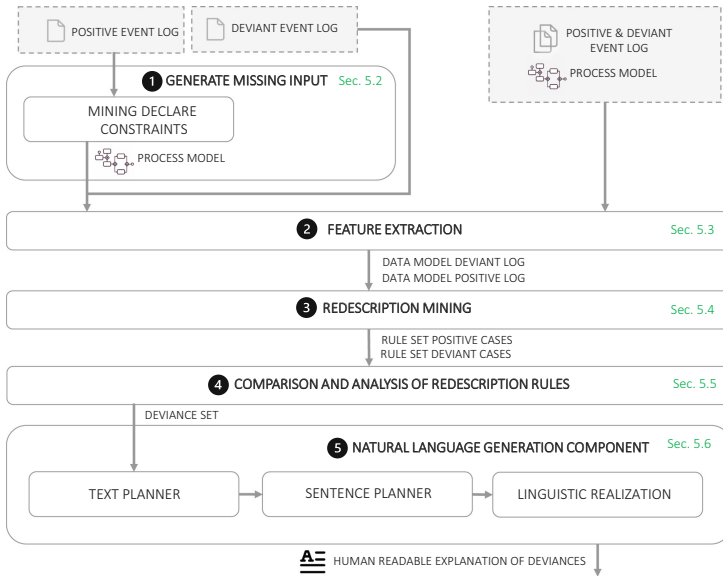 POSITIVE EVENT LOG
DEVIANT EVENT LOG
POSITIVE & DEVIANT
EVENT LOG
PROCESS MODEL
1 GENERATE MISSING INPUT Sec. 5.2
MINING DECLARE
CONSTRAINTS
PROCESS MODEL
2 FEATURE EXTRACTION Sec. 5.3
DATA MODEL DEVIANT LOG
DATA MODEL POSITIVE LOG
3 REDESCRIPTION MINING Sec. 5.4
RULE SET POSITIVE CASES
RULE SET DEVIANT CASES
4 COMPARISON AND ANALYSIS OF REDESCRIPTION RULES Sec. 5.5
DEVIANCE SET
5 NATURAL LANGUAGE GENERATION COMPONENT Sec. 5.6
TEXT PLANNER
SENTENCE PLANNER
LINGUISTIC REALIZATION
A HUMAN READABLE EXPLANATION OF DEVIANCES